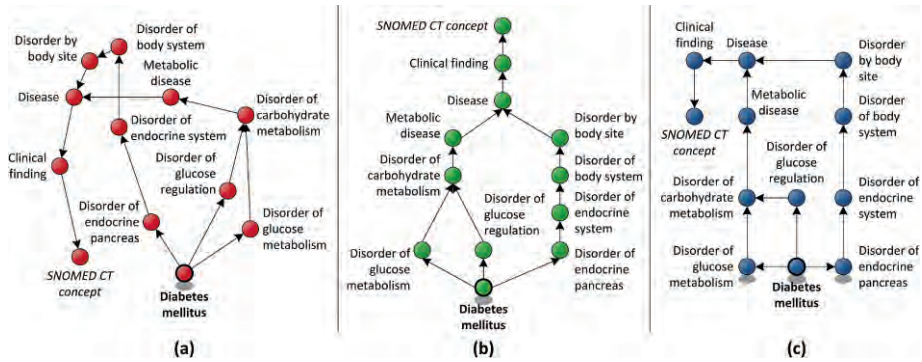 Disorder of
body system
Disorder by
body site
Metabolic
disease
Disease
Disorder of
carbohydrate
metabolism
Disorder of
endocrine system
Clinical
finding
Disorder of
glucose
regulation
Disorder of
endocrine
pancreas
Disorder of
glucose
metabolism
SNOMED CT
concept
Diabetes
mellitus
(a)
SNOMED CT concept
Clinical finding
Disease
Metabolic
disease
Disorder by
body site
Disorder of
carbohydrate
metabolism
Disorder of
body system
Disorder of
glucose
regulation
Disorder of
endocrine
system
Disorder of
glucose
metabolism
Disorder of
endocrine
pancreas
Diabetes
mellitus
(b)
Clinical
finding
Disease
Disorder
by body
site
Metabolic
disease
Disorder
of body
system
SNOMED CT
concept
Disorder of
glucose
regulation
Disorder of
carbohydrate
metabolism
Disorder of
endocrine
system
Disorder of
glucose
metabolism
Diabetes
mellitus
Disorder of
endocrine
pancreas
(c)